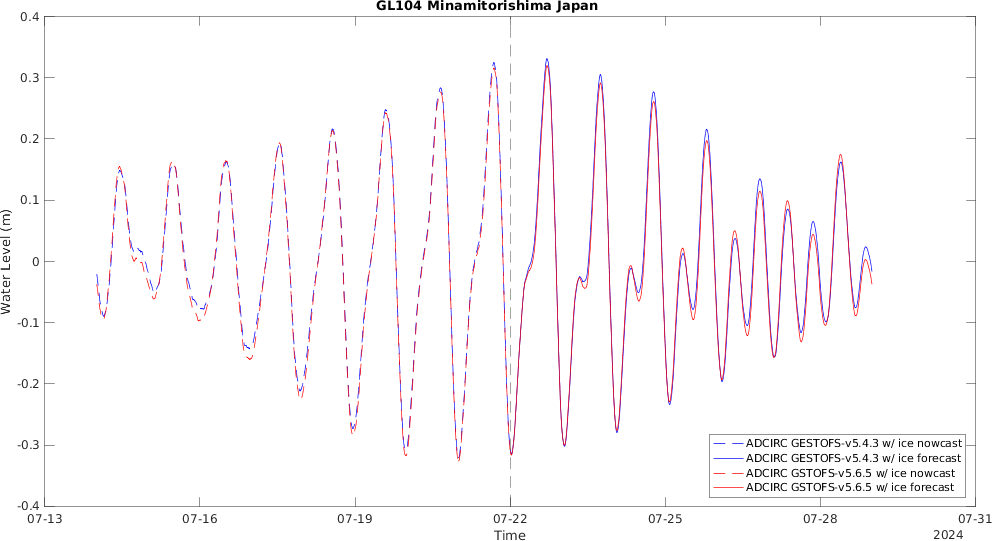 GL104 Minamitorishima Japan
0.4
0.3
0.2
0.1
0
-0.1
-0.2
-0.3
-0.4
Water Level (m)
07-13
07-16
07-19
07-22
07-25
07-28
07-31
Time
2024
ADCIRC GESTOFS-v5.4.3 w/ ice nowcast
ADCIRC GESTOFS-v5.4.3 w/ ice forecast
ADCIRC GSTOFS-v5.6.5 w/ ice nowcast
ADCIRC GSTOFS-v5.6.5 w/ ice forecast